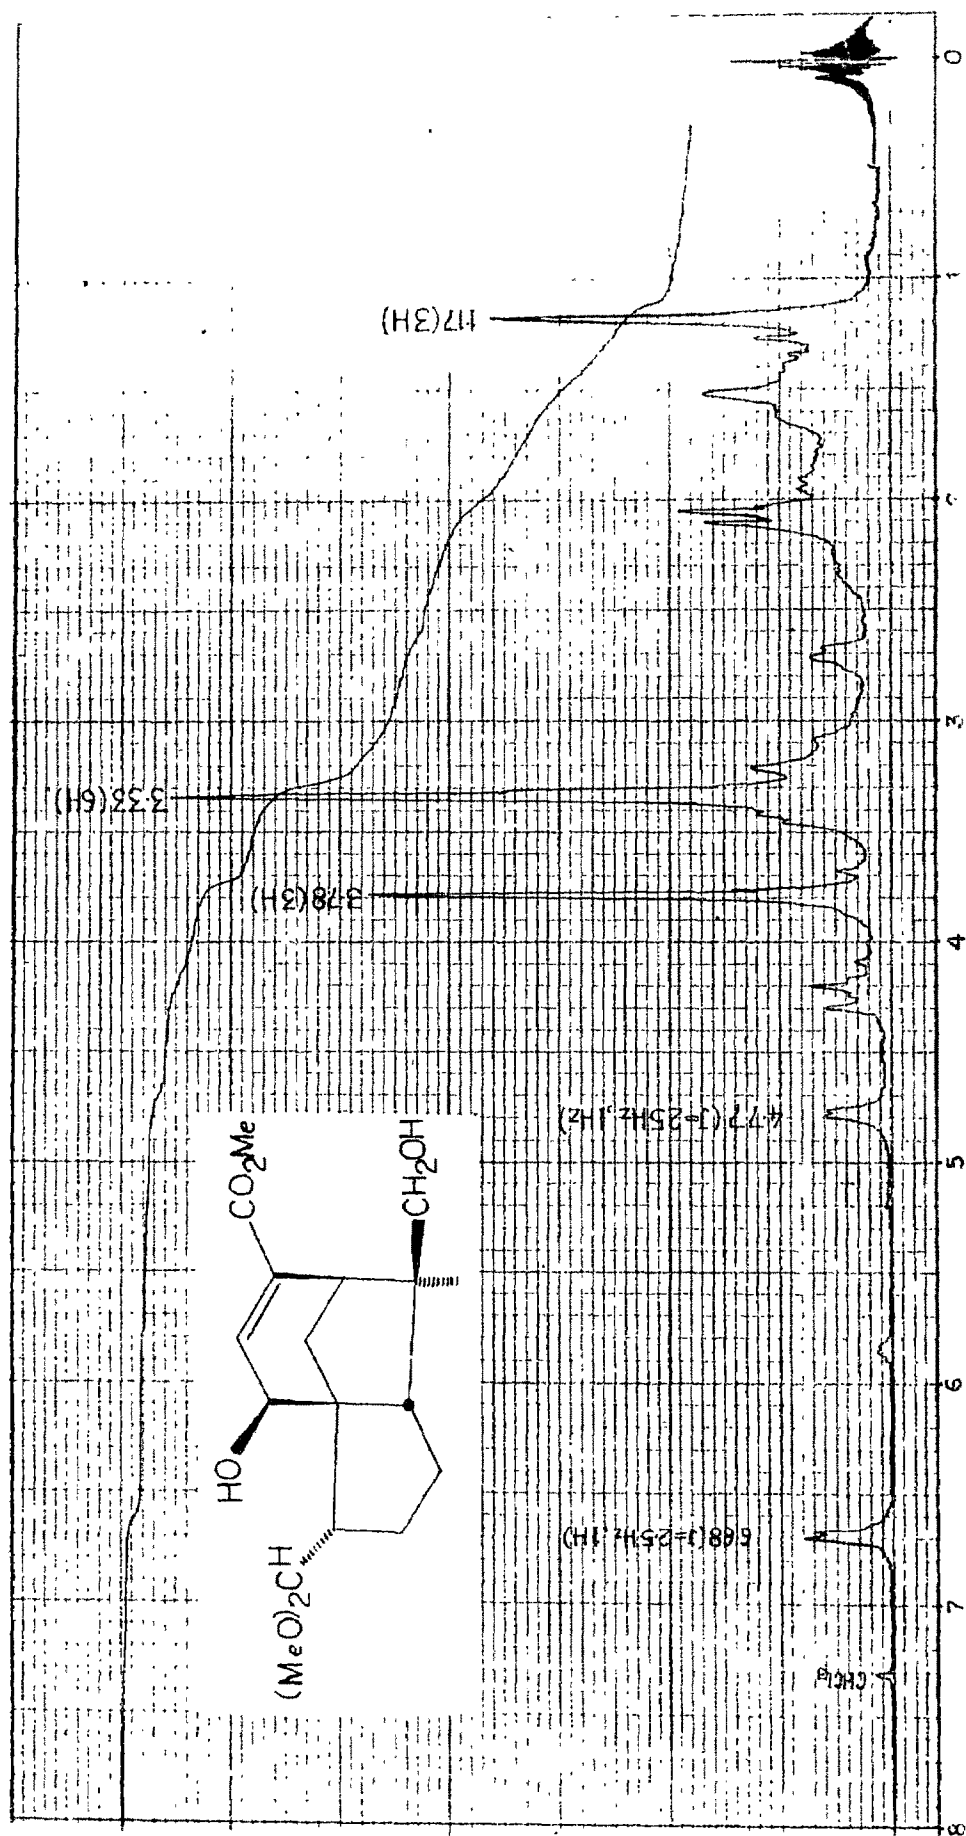 CO₂Me
HO
CH₂OH
(MeO)₂CH
CHCl₃
6.68(J=2.5Hz,1H)
4.77(J=2.5Hz,1Hz)
3.78(3H)
3.33(6H)
1.17(3H)
8
7
6
5
4
3
2
1
0